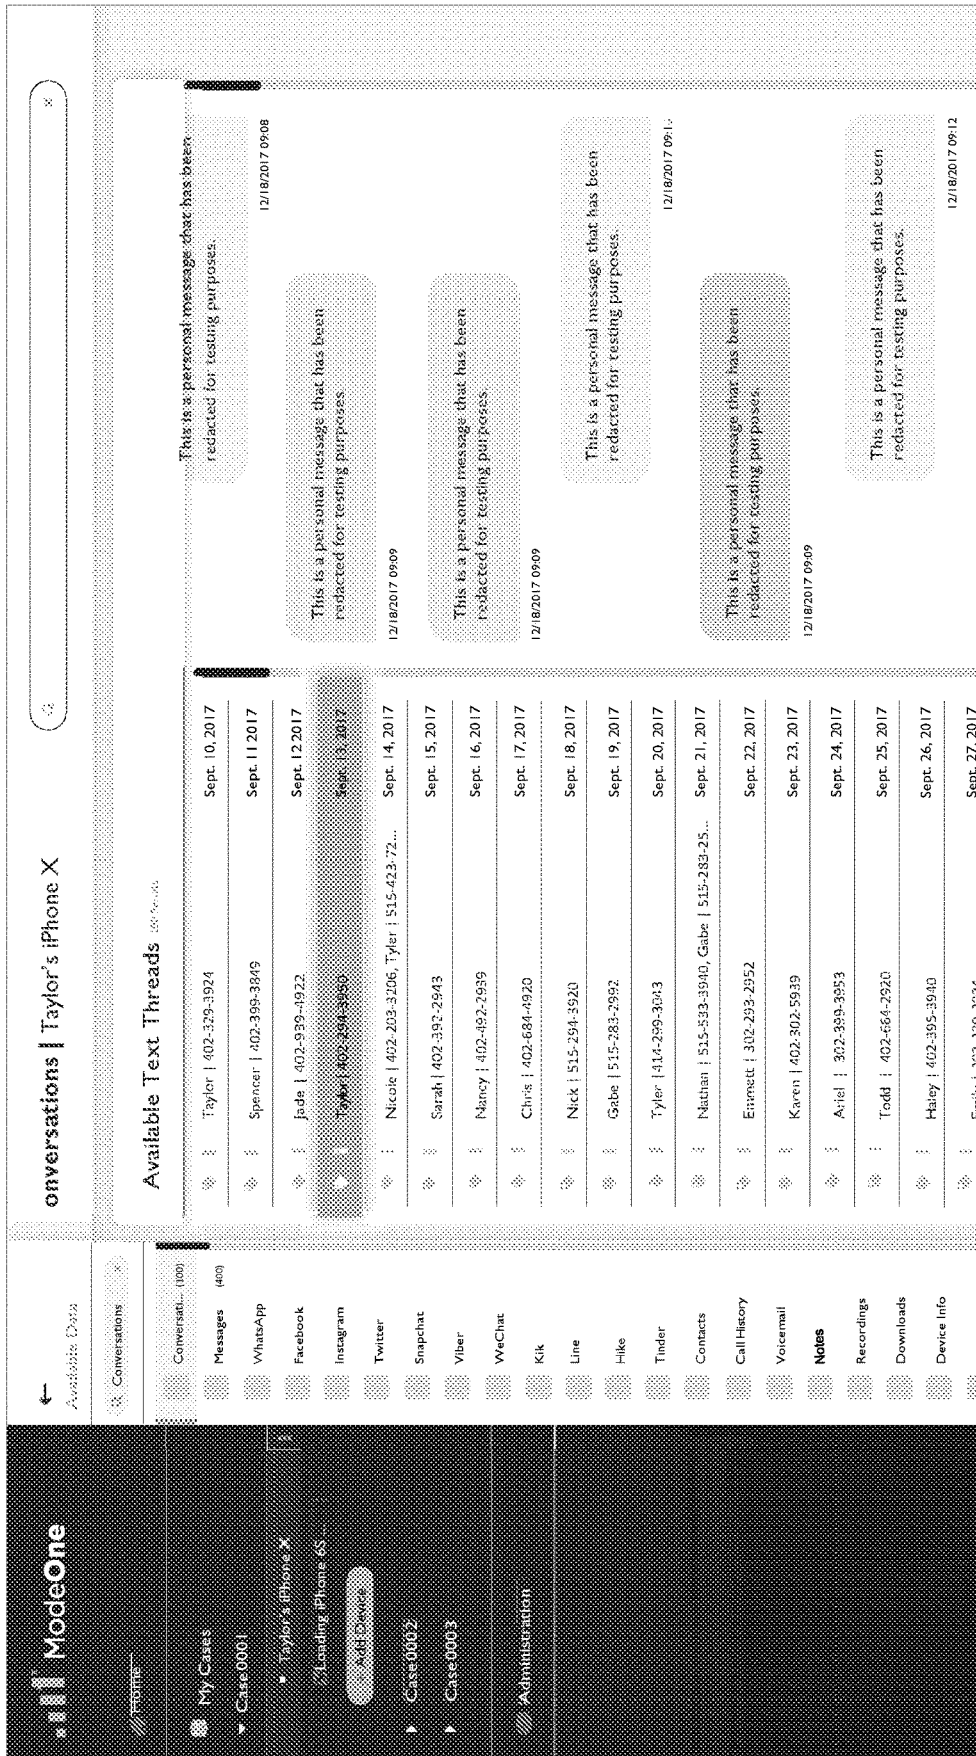 ModeOne
Home
My Cases
Case 0001
Taylor's iPhone X
Loading iPhone 6S...
Add Device
Case 0002
Case 0003
Administration
Available Data
Conversations ×
Conversati... (100)
Messages (400)
WhatsApp
Facebook
Instagram
Twitter
Snapchat
Viber
WeChat
Kik
Line
Hike
Tinder
Contacts
Call History
Voicemail
Notes
Recordings
Downloads
Device Info
onversations | Taylor's iPhone X
Available Text Threads
Taylor | 402-329-3924 Sept. 10, 2017
Spencer | 402-399-3849 Sept. 11 2017
Jade | 402-939-4922 Sept. 12 2017
Taylor | 402-294-3950 Sept. 13, 2017
Nicole | 402-203-3206, Tyler | 515-423-72... Sept. 14, 2017
Sarah | 402-392-2943 Sept. 15, 2017
Nancy | 402-492-2939 Sept. 16, 2017
Chris | 402-684-4920 Sept. 17, 2017
Nick | 515-294-3920 Sept. 18, 2017
Gabe | 515-283-2992 Sept. 19, 2017
Tyler | 414-299-3943 Sept. 20, 2017
Nathan | 515-533-3940, Gabe | 515-283-25... Sept. 21, 2017
Emmett | 302-293-2952 Sept. 22, 2017
Karen | 402-302-5939 Sept. 23, 2017
Ariel | 302-399-3953 Sept. 24, 2017
Todd | 402-664-2920 Sept. 25, 2017
Haley | 402-395-3940 Sept. 26, 2017
Sept. 27, 2017
This is a personal message that has been
redacted for testing purposes.
12/18/2017 09:08
This is a personal message that has been
redacted for testing purposes.
12/18/2017 09:09
This is a personal message that has been
redacted for testing purposes.
12/18/2017 09:09
This is a personal message that has been
redacted for testing purposes.
This is a personal message that has been
redacted for testing purposes.
12/18/2017 09:09
This is a personal message that has been
redacted for testing purposes.
12/18/2017 09:12